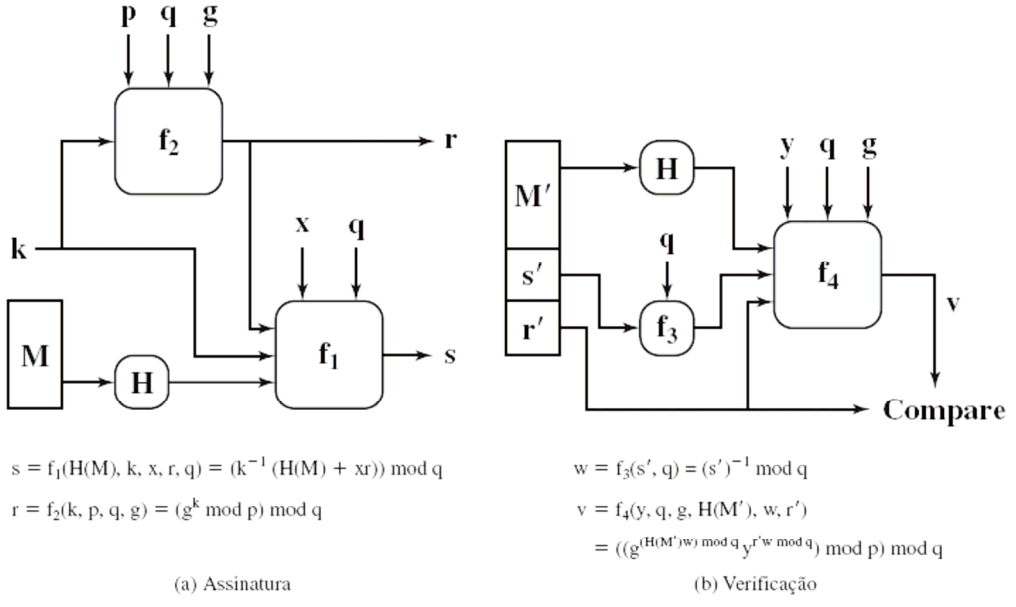 p q g
f₂
r
k
x q
M
H
f₁
s
s = f₁(H(M), k, x, r, q) = (k⁻¹ (H(M) + xr)) mod q
r = f₂(k, p, q, g) = (gᵏ mod p) mod q
(a) Assinatura
M′
s′
r′
H
q
f₃
y q g
f₄
v
Compare
w = f₃(s′, q) = (s′)⁻¹ mod q
v = f₄(y, q, g, H(M′), w, r′)
= ((g^(H(M′)w) mod q y^r′w mod q) mod p) mod q
(b) Verificação